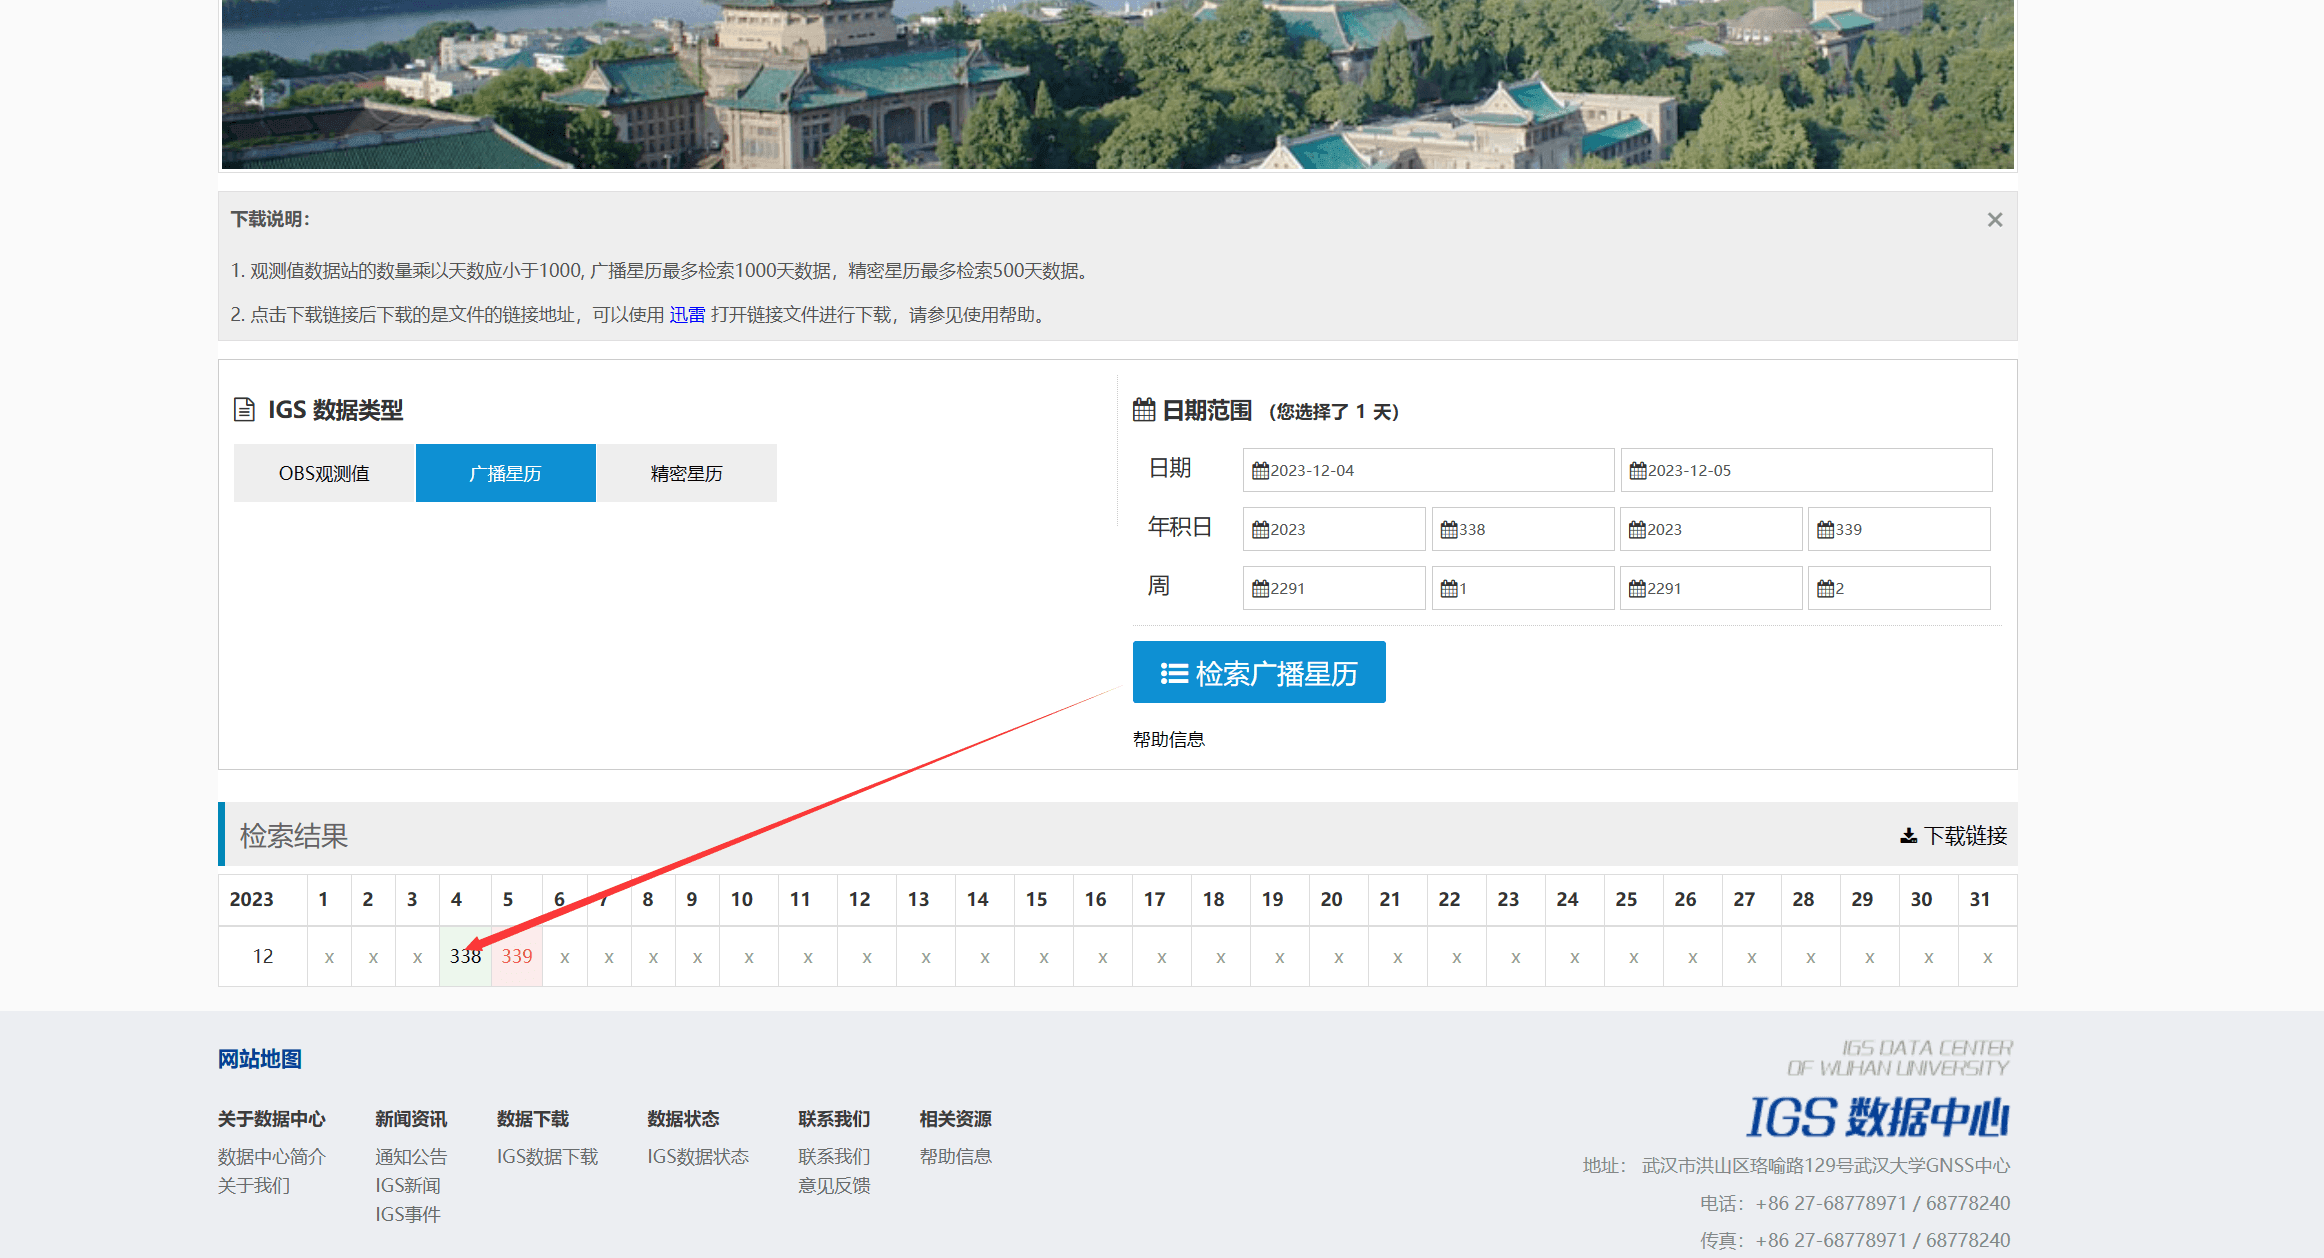 下载说明：
1. 观测值数据站的数量乘以天数应小于1000, 广播星历最多检索1000天数据，精密星历最多检索500天数据。
2. 点击下载链接后下载的是文件的链接地址，可以使用 迅雷 打开链接文件进行下载，请参见使用帮助。
IGS 数据类型
OBS观测值 广播星历 精密星历
日期范围 （您选择了 1 天）
日期 2023-12-04 2023-12-05
年积日 2023 338 2023 339
周 2291 1 2291 2
检索广播星历
帮助信息
检索结果 下载链接
2023 1 2 3 4 5 6 7 8 9 10 11 12 13 14 15 16 17 18 19 20 21 22 23 24 25 26 27 28 29 30 31
12 x x x 338 339 x x x x x x x x x x x x x x x x x x x x x x x x x x
网站地图
关于数据中心 新闻资讯 数据下载 数据状态 联系我们 相关资源
数据中心简介 通知公告 IGS数据下载 IGS数据状态 联系我们 帮助信息
关于我们 IGS新闻 意见反馈
IGS事件
IGS DATA CENTER
OF WUHAN UNIVERSITY
IGS 数据中心
地址： 武汉市洪山区珞喻路129号武汉大学GNSS中心
电话：+86 27-68778971 / 68778240
传真：+86 27-68778971 / 68778240